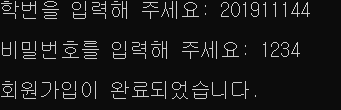 학번을 입력해 주세요: 201911144
비밀번호를 입력해 주세요: 1234
회원가입이 완료되었습니다.